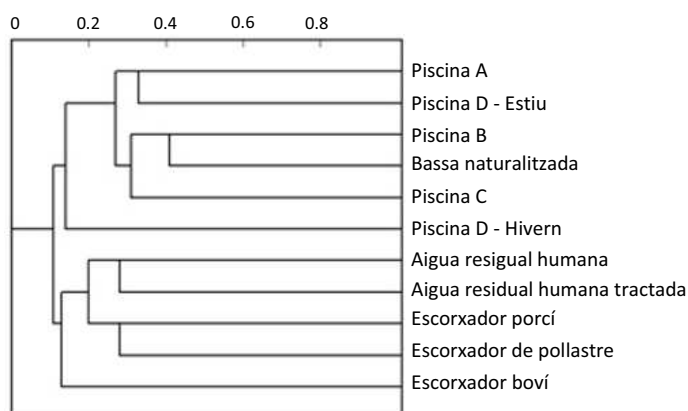 0 0.2 0.4 0.6 0.8
Piscina A
Piscina D - Estiu
Piscina B
Bassa naturalitzada
Piscina C
Piscina D - Hivern
Aigua resigual humana
Aigua residual humana tractada
Escorxador porcí
Escorxador de pollastre
Escorxador boví